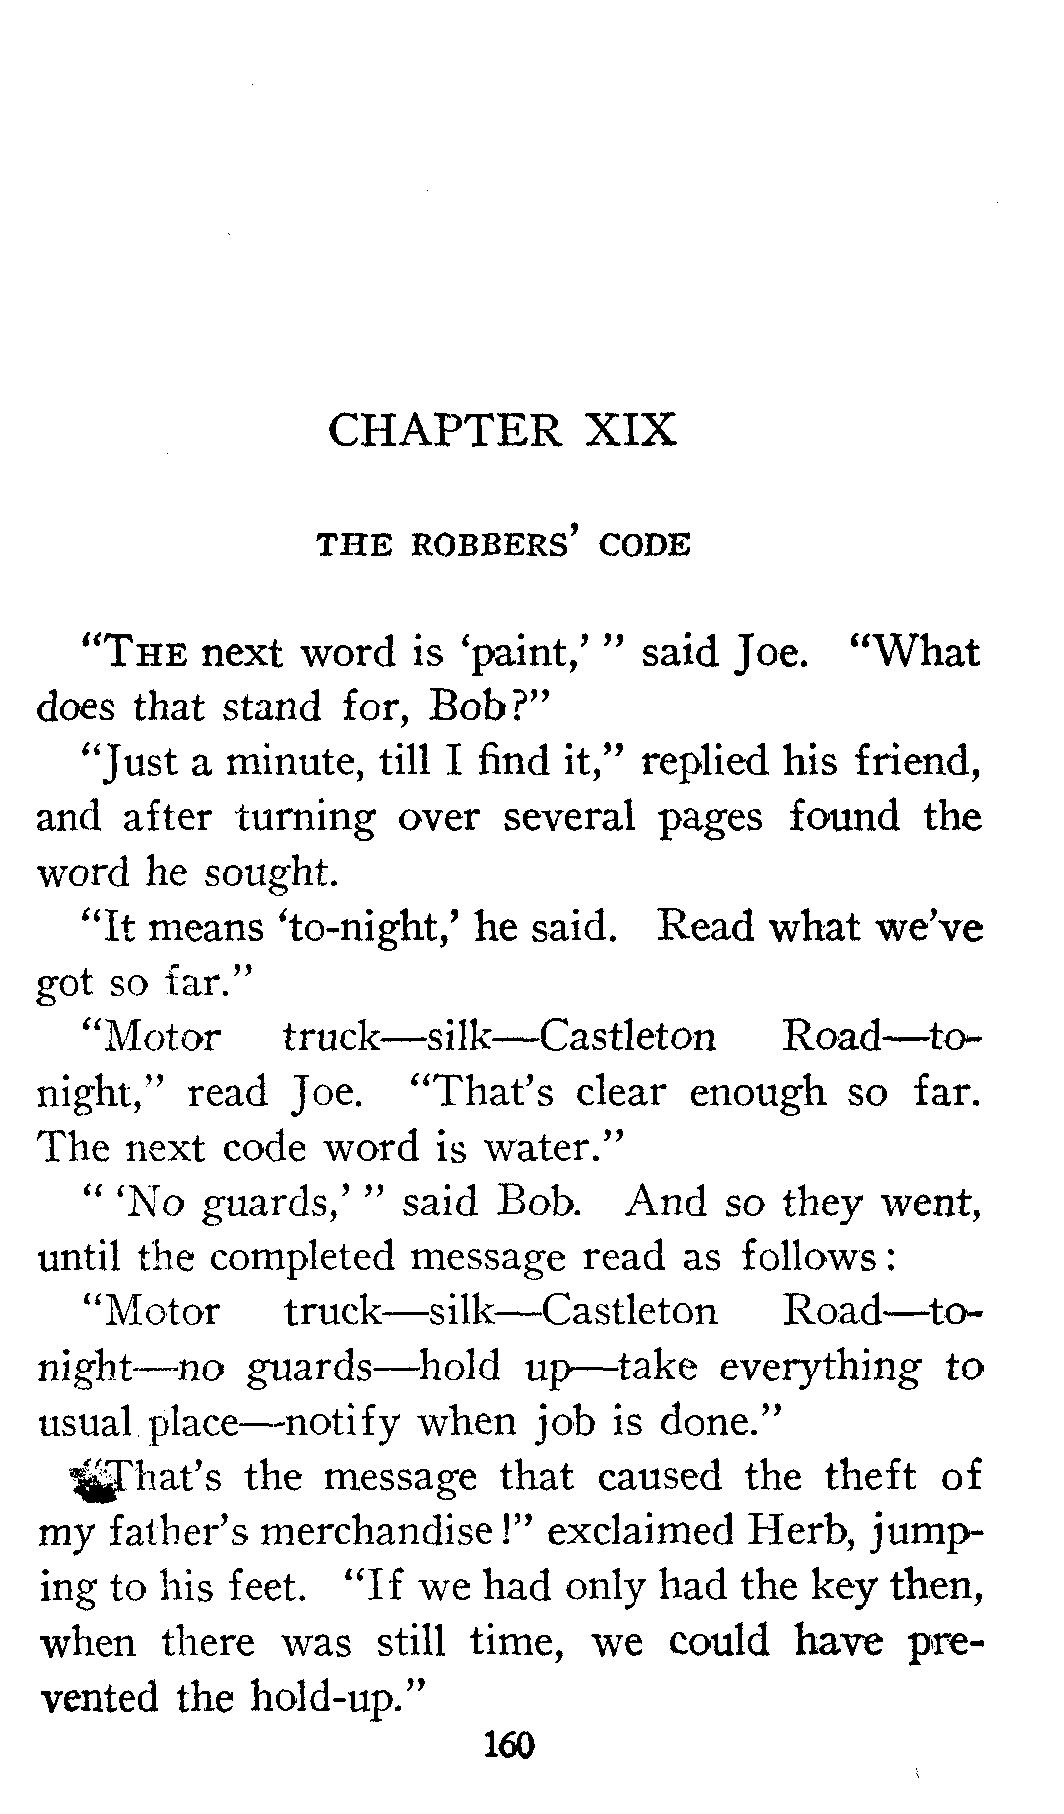 CHAPTER XIX
THE ROBBERS' CODE
"THE next word is 'paint,' " said Joe. "What
does that stand for, Bob?"
"Just a minute, till I find it," replied his friend,
and after turning over several pages found the
word he sought.
"It means 'to-night,' he said. Read what we've
got so far."
"Motor truck—silk—Castleton Road—to-
night," read Joe. "That's clear enough so far.
The next code word is water."
" 'No guards,' " said Bob. And so they went,
until the completed message read as follows:
"Motor truck—silk—Castleton Road—to-
night—no guards—hold up—take everything to
usual place—notify when job is done."
"That's the message that caused the theft of
my father's merchandise!" exclaimed Herb, jump-
ing to his feet. "If we had only had the key then,
when there was still time, we could have pre-
vented the hold-up."
160